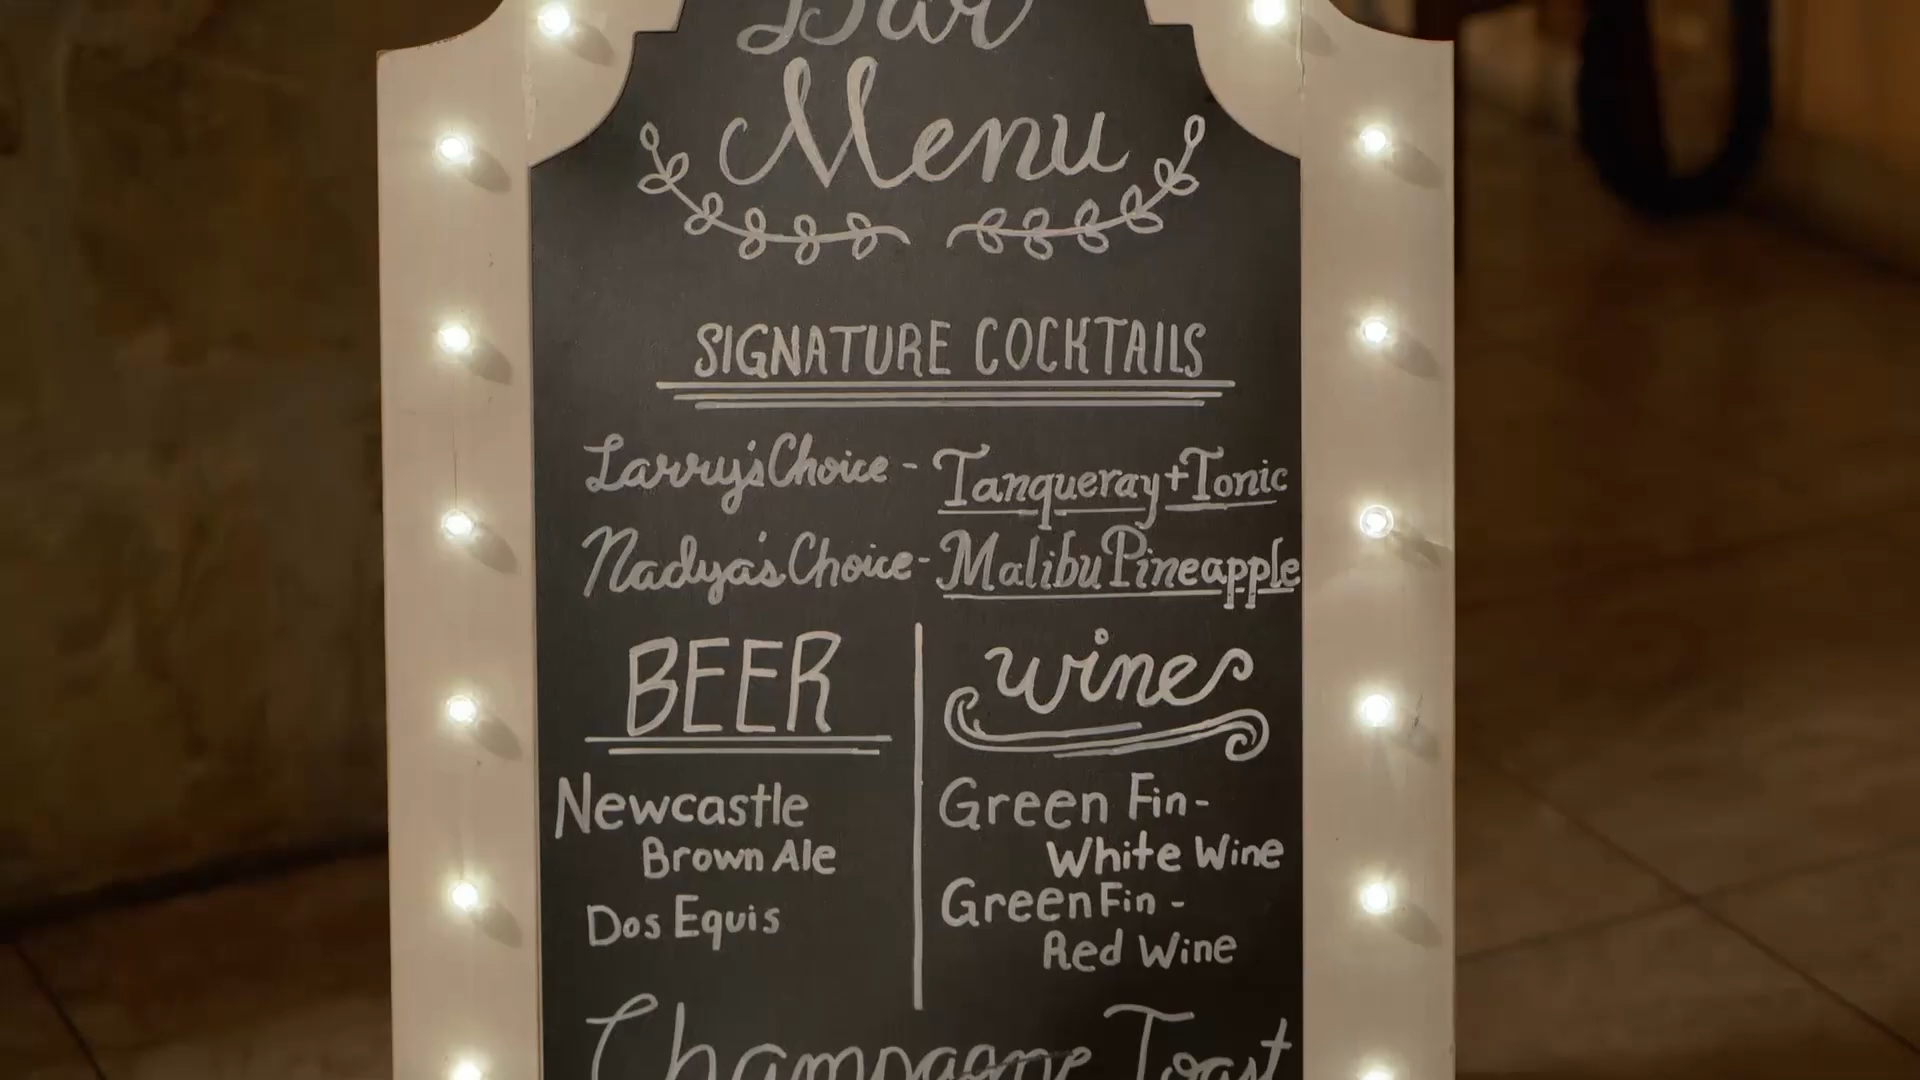 Bar
Menu
SIGNATURE COCKTAILS
Larry's Choice - Tanqueray + Tonic
Nadya's Choice - Malibu Pineapple
BEER
Newcastle
Brown Ale
Dos Equis
wine
Green Fin -
White Wine
Green Fin -
Red Wine
Champagne Toast